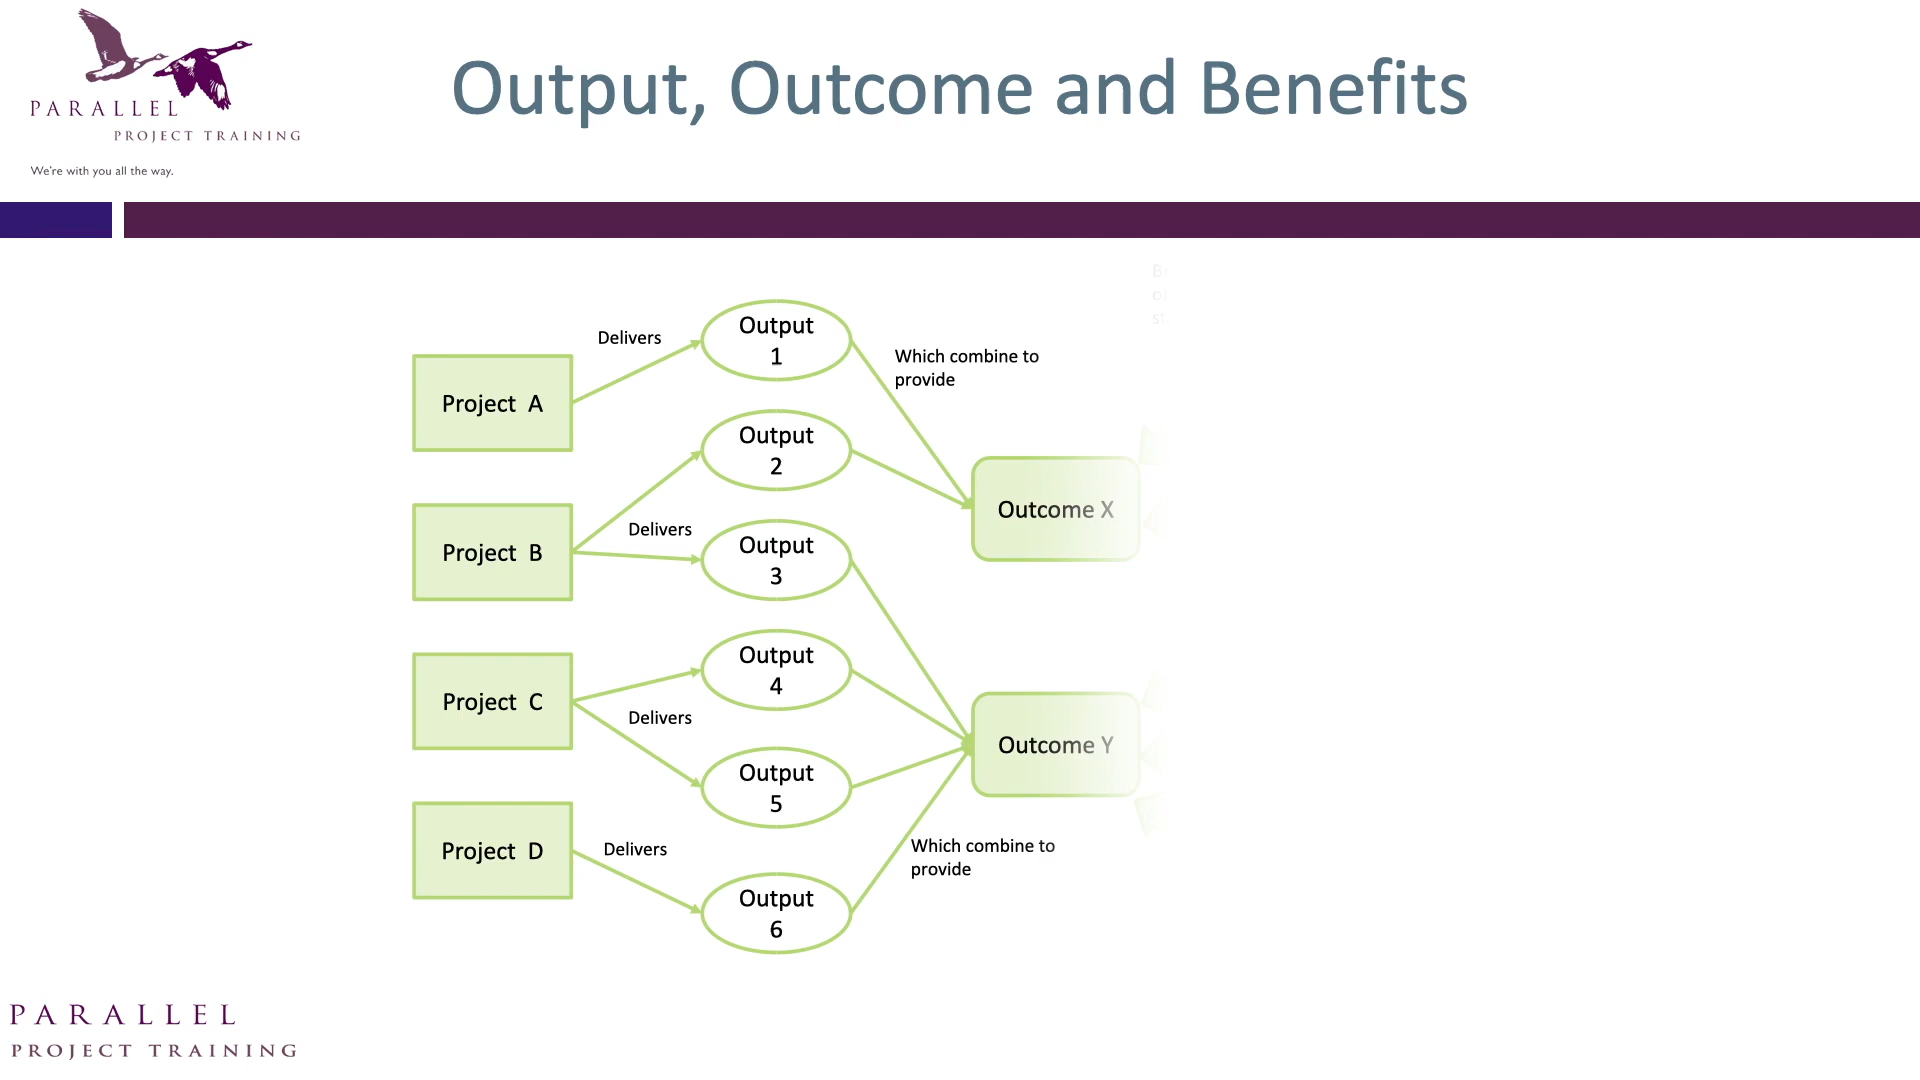 PARALLEL
PROJECT TRAINING
We're with you all the way.
Output, Outcome and Benefits
Project A
Project B
Project C
Project D
Delivers
Delivers
Delivers
Delivers
Output
1
Output
2
Output
3
Output
4
Output
5
Output
6
Which combine to
provide
Which combine to
provide
Outcome X
Outcome Y
PARALLEL
PROJECT TRAINING